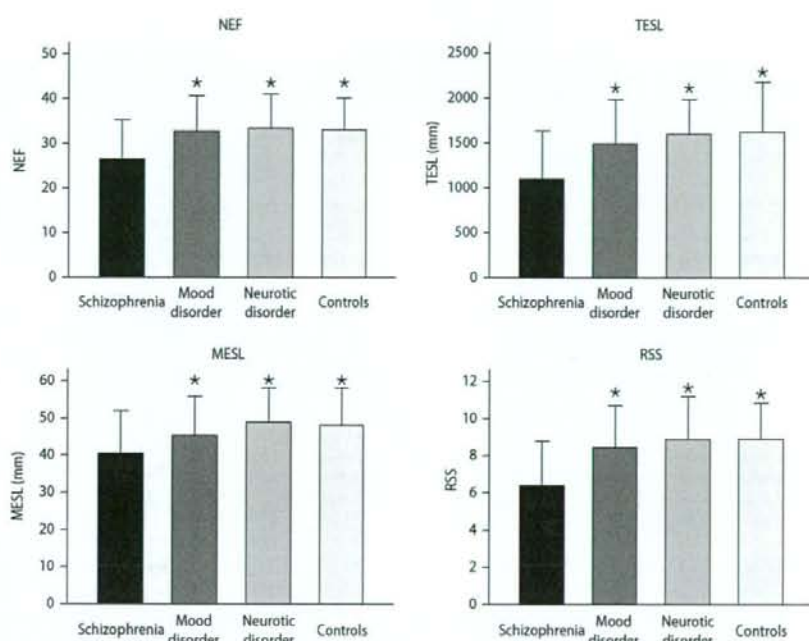 NEF
50
40
30
20
10
0
NEF
* * *
Schizophrenia Mood disorder Neurotic disorder Controls
TESL
2500
2000
1500
1000
500
0
TESL (mm)
* * *
Schizophrenia Mood disorder Neurotic disorder Controls
MESL
60
50
40
30
20
10
0
MESL (mm)
* * *
Schizophrenia Mood disorder Neurotic disorder Controls
RSS
12
10
8
6
4
2
0
RSS
* * *
Schizophrenia Mood disorder Neurotic disorder Controls